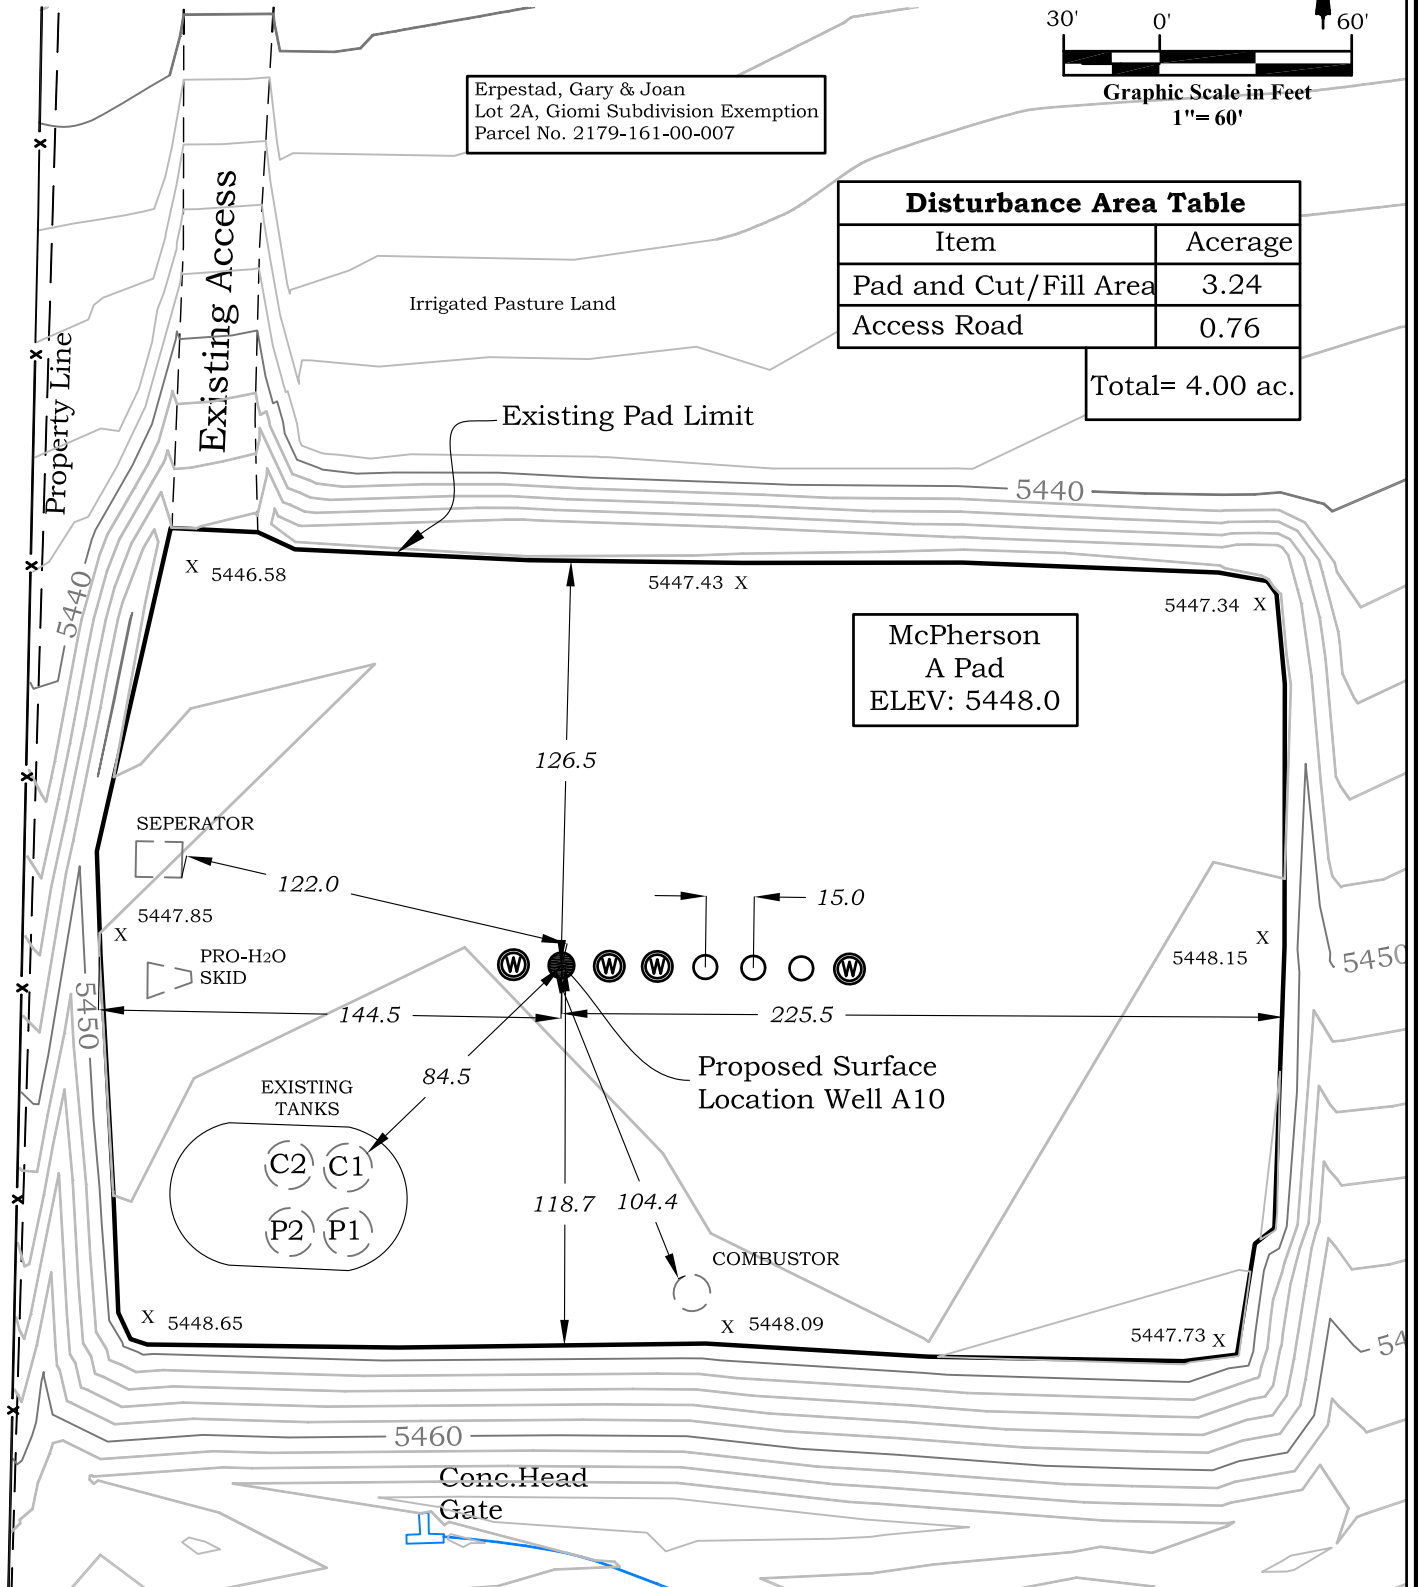 30' 0' 60'
Graphic Scale in Feet
1"= 60'
Erpestad, Gary & Joan
Lot 2A, Giomi Subdivision Exemption
Parcel No. 2179-161-00-007
Disturbance Area Table
Item Acerage
Pad and Cut/Fill Area 3.24
Access Road 0.76
Total= 4.00 ac.
Existing Access
Irrigated Pasture Land
Property Line
Existing Pad Limit
5440
X 5446.58
5447.43 X
5447.34 X
5440
McPherson
A Pad
ELEV: 5448.0
126.5
SEPERATOR
122.0
15.0
5447.85
X
PRO-H2O
SKID
W W W W
5448.15
X
5450
5450
144.5
225.5
Proposed Surface
Location Well A10
84.5
EXISTING
TANKS
C2 C1
P2 P1
118.7
104.4
COMBUSTOR
X 5448.65
X 5448.09
5447.73 X
54
5460
Conc.Head
Gate